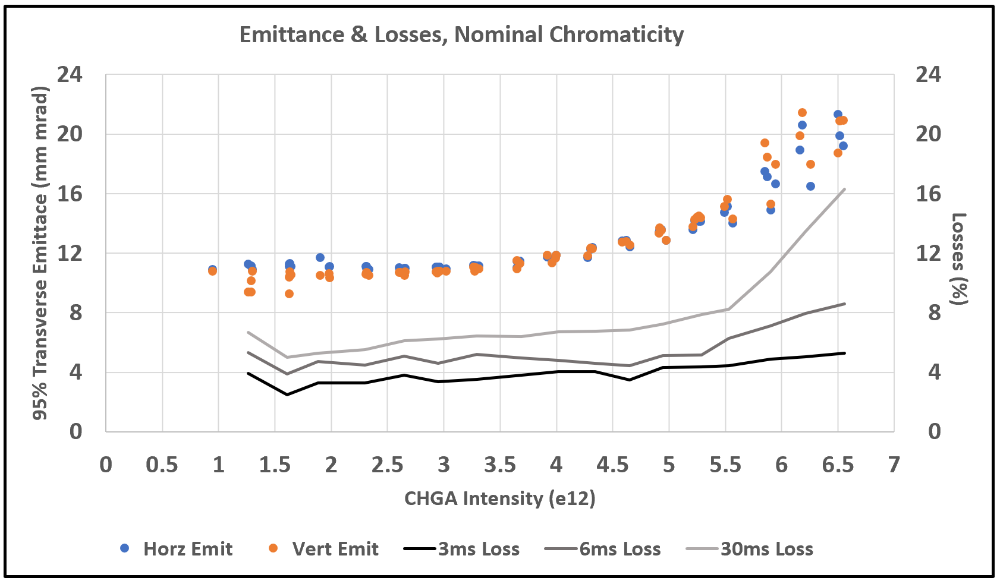 Emittance & Losses, Nominal Chromaticity
24 24
20 20
16 16
12 12
8 8
4 4
0 0
95% Transverse Emittace (mm mrad)
Losses (%)
0 0.5 1 1.5 2 2.5 3 3.5 4 4.5 5 5.5 6 6.5 7
CHGA Intensity (e12)
Horz Emit Vert Emit 3ms Loss 6ms Loss 30ms Loss